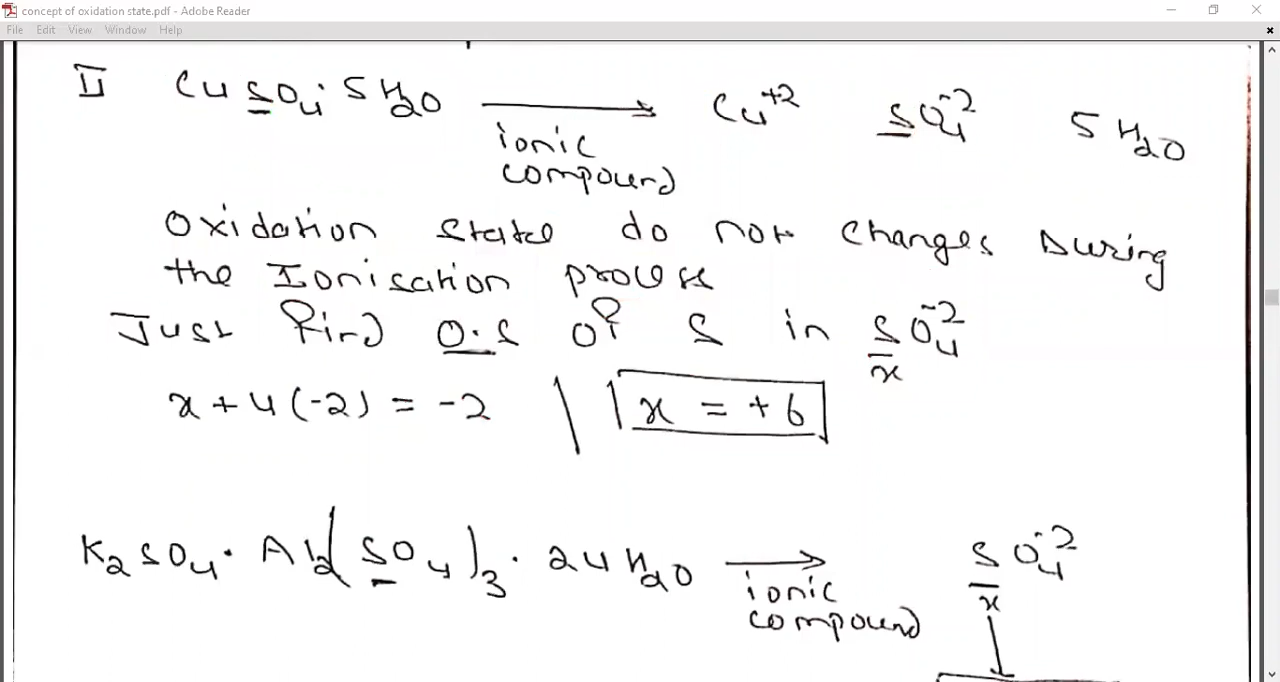 concept of oxidation state.pdf - Adobe Reader
File Edit View Window Help
II CuSO₄·5H₂O ⟶ Cu⁺² SO₄⁻² 5H₂O
ionic
compound
Oxidation state do not changes During
the Ionisation process
Just find O.S of S in SO₄⁻²
x
x + 4(-2) = -2 | x = +6
K₂SO₄· Al₂(SO₄)₃· 24H₂O ⟶ SO₄⁻²
ionic x
compound